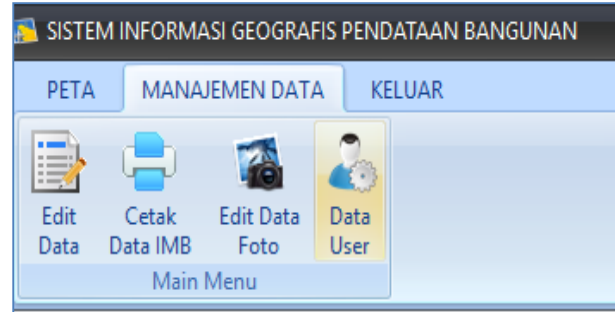 SISTEM INFORMASI GEOGRAFIS PENDATAAN BANGUNAN
PETA MANAJEMEN DATA KELUAR
Edit Cetak Edit Data Data
Data Data IMB Foto User
Main Menu